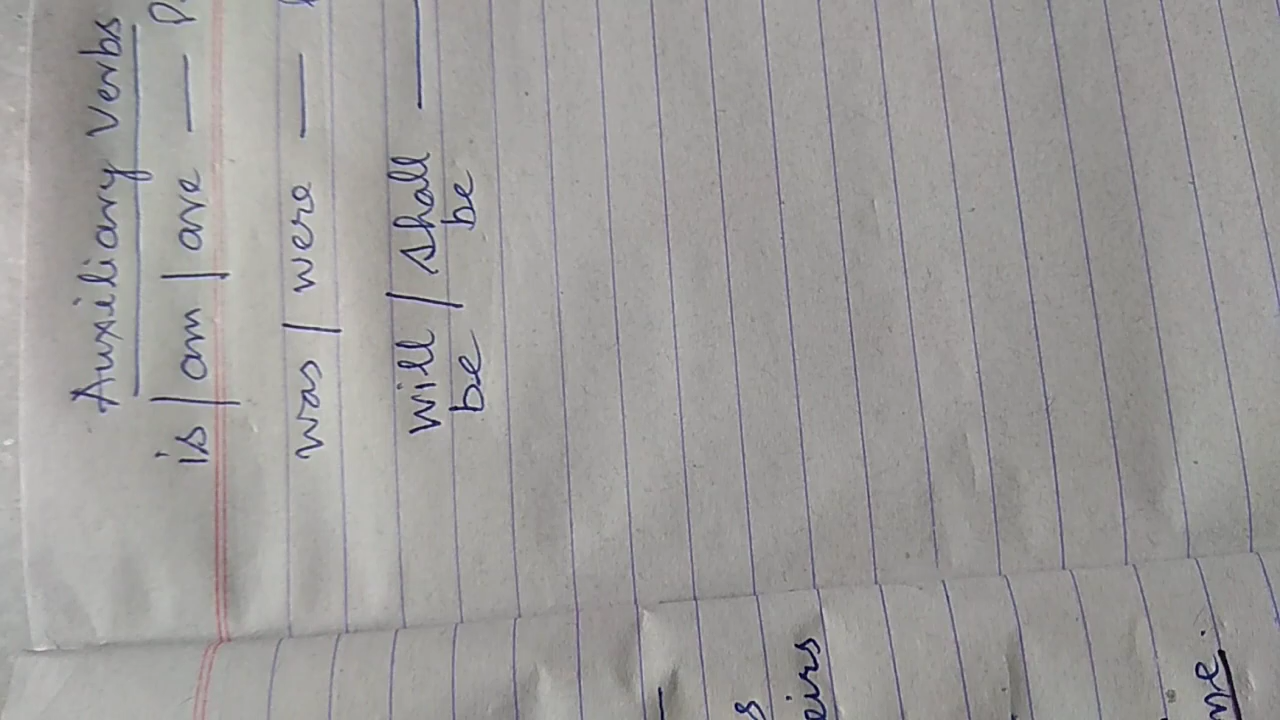 Auxiliary Verbs
is / am / are —
was / were —
will / shall —
be be